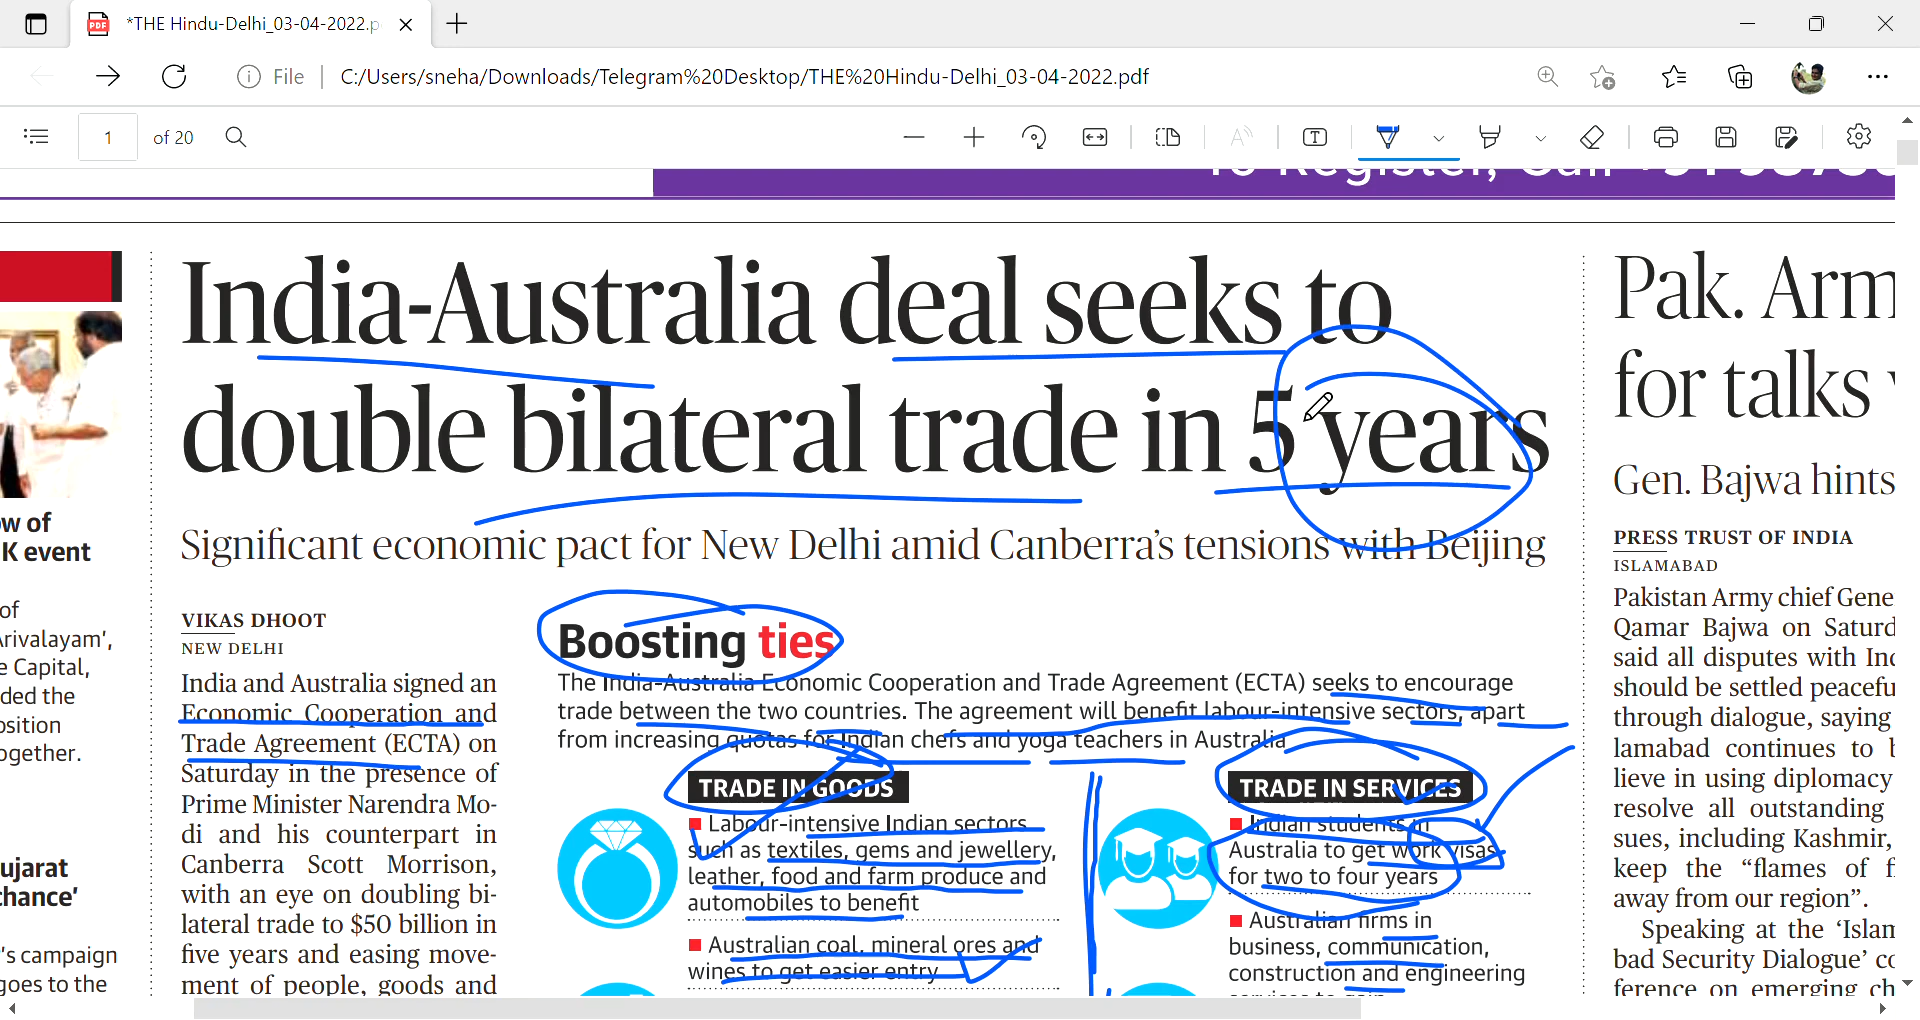 *THE Hindu-Delhi_03-04-2022.p
File
C:/Users/sneha/Downloads/Telegram%20Desktop/THE%20Hindu-Delhi_03-04-2022.pdf
1 of 20
To Register, Call
India-Australia deal seeks to
double bilateral trade in 5 years
Significant economic pact for New Delhi amid Canberra's tensions with Beijing
VIKAS DHOOT
NEW DELHI
India and Australia signed an
Economic Cooperation and
Trade Agreement (ECTA) on
Saturday in the presence of
Prime Minister Narendra Mo-
di and his counterpart in
Canberra Scott Morrison,
with an eye on doubling bi-
lateral trade to $50 billion in
five years and easing move-
ment of people, goods and
Boosting ties
The India-Australia Economic Cooperation and Trade Agreement (ECTA) seeks to encourage
trade between the two countries. The agreement will benefit labour-intensive sectors, apart
from increasing quotas for Indian chefs and yoga teachers in Australia
TRADE IN GOODS
Labour-intensive Indian sectors
such as textiles, gems and jewellery,
leather, food and farm produce and
automobiles to benefit
Australian coal, mineral ores and
wines to get easier entry
TRADE IN SERVICES
Indian students in
Australia to get work visas
for two to four years
Australian firms in
business, communication,
construction and engineering
services to gain
ow of
K event
of
Arivalayam',
e Capital,
ded the
osition
ogether.
ujarat
chance'
's campaign
goes to the
Pak. Arm
for talks
Gen. Bajwa hints
PRESS TRUST OF INDIA
ISLAMABAD
Pakistan Army chief Gene
Qamar Bajwa on Saturd
said all disputes with Ind
should be settled peacefu
through dialogue, saying
lamabad continues to b
lieve in using diplomacy
resolve all outstanding
sues, including Kashmir,
keep the “flames of fi
away from our region”.
Speaking at the ‘Islam
bad Security Dialogue’ co
ference on emerging ch